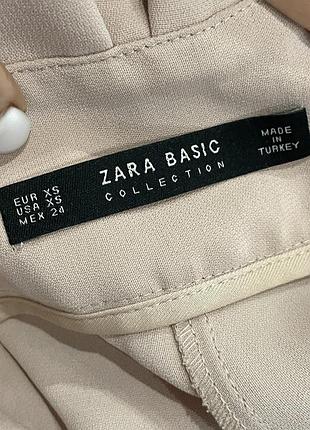 EUR XS
USA XS
MEX 24
ZARA BASIC
COLLECTION
MADE
IN
TURKEY